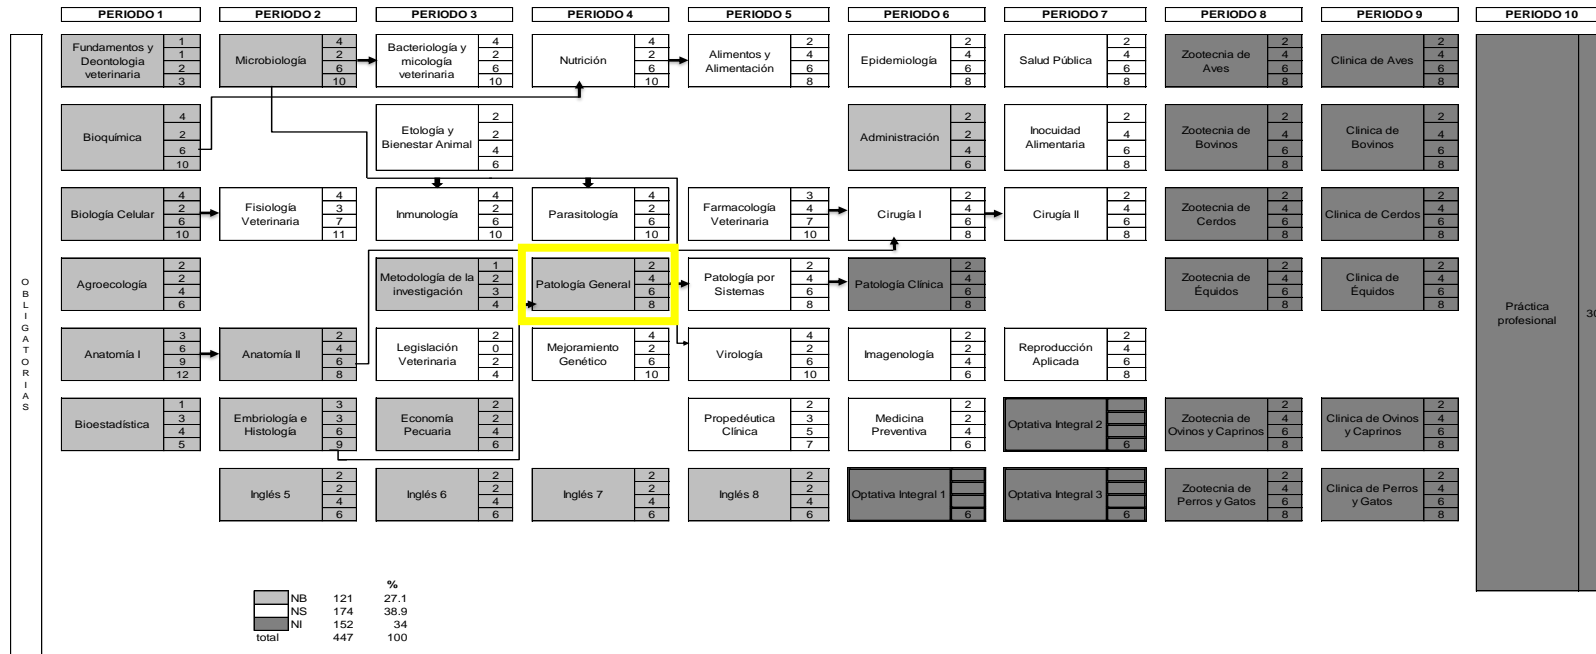 PERIODO 1
PERIODO 2
PERIODO 3
PERIODO 4
PERIODO 5
PERIODO 6
PERIODO 7
PERIODO 8
PERIODO 9
PERIODO 10
OBLIGATORIAS
Fundamentos y
Deontologia
veterinaria
1
1
2
3
Microbiología
4
2
6
10
Bacteriología y
micología
veterinaria
4
2
6
10
Nutrición
4
2
6
10
Alimentos y
Alimentación
2
4
6
8
Epidemiología
2
4
6
8
Salud Pública
2
4
6
8
Zootecnia de
Aves
2
4
6
8
Clinica de Aves
2
4
6
8
Bioquímica
4
2
6
10
Etología y
Bienestar Animal
2
2
4
6
Administración
2
2
4
6
Inocuidad
Alimentaria
2
4
6
8
Zootecnia de
Bovinos
2
4
6
8
Clinica de
Bovinos
2
4
6
8
Biología Celular
4
2
6
10
Fisiología
Veterinaria
4
3
7
11
Inmunología
4
2
6
10
Parasitología
4
2
6
10
Farmacología
Veterinaria
3
4
7
10
Cirugía I
2
4
6
8
Cirugía II
2
4
6
8
Zootecnia de
Cerdos
2
4
6
8
Clinica de Cerdos
2
4
6
8
Agroecología
2
2
4
6
Metodología de la
investigación
1
2
3
4
Patología General
2
4
6
8
Patología por
Sistemas
2
4
6
8
Patología Clínica
2
4
6
8
Zootecnia de
Équidos
2
4
6
8
Clinica de
Équidos
2
4
6
8
Anatomía I
3
6
9
12
Anatomía II
2
4
6
8
Legislación
Veterinaria
2
0
2
4
Mejoramiento
Genético
4
2
6
10
Virología
4
2
6
10
Imagenología
2
2
4
6
Reproducción
Aplicada
2
4
6
8
Bioestadística
1
3
4
5
Embriología e
Histología
3
3
6
9
Economía
Pecuaria
2
2
4
6
Propedéutica
Clínica
2
3
5
7
Medicina
Preventiva
2
2
4
6
Optativa Integral 2
6
Zootecnia de
Ovinos y Caprinos
2
4
6
8
Clinica de Ovinos
y Caprinos
2
4
6
8
Inglés 5
2
2
4
6
Inglés 6
2
2
4
6
Inglés 7
2
2
4
6
Inglés 8
2
2
4
6
Optativa Integral 1
6
Optativa Integral 3
6
Zootecnia de
Perros y Gatos
2
4
6
8
Clinica de Perros
y Gatos
2
4
6
8
Práctica
profesional
30
%
NB 121 27.1
NS 174 38.9
NI 152 34
total 447 100